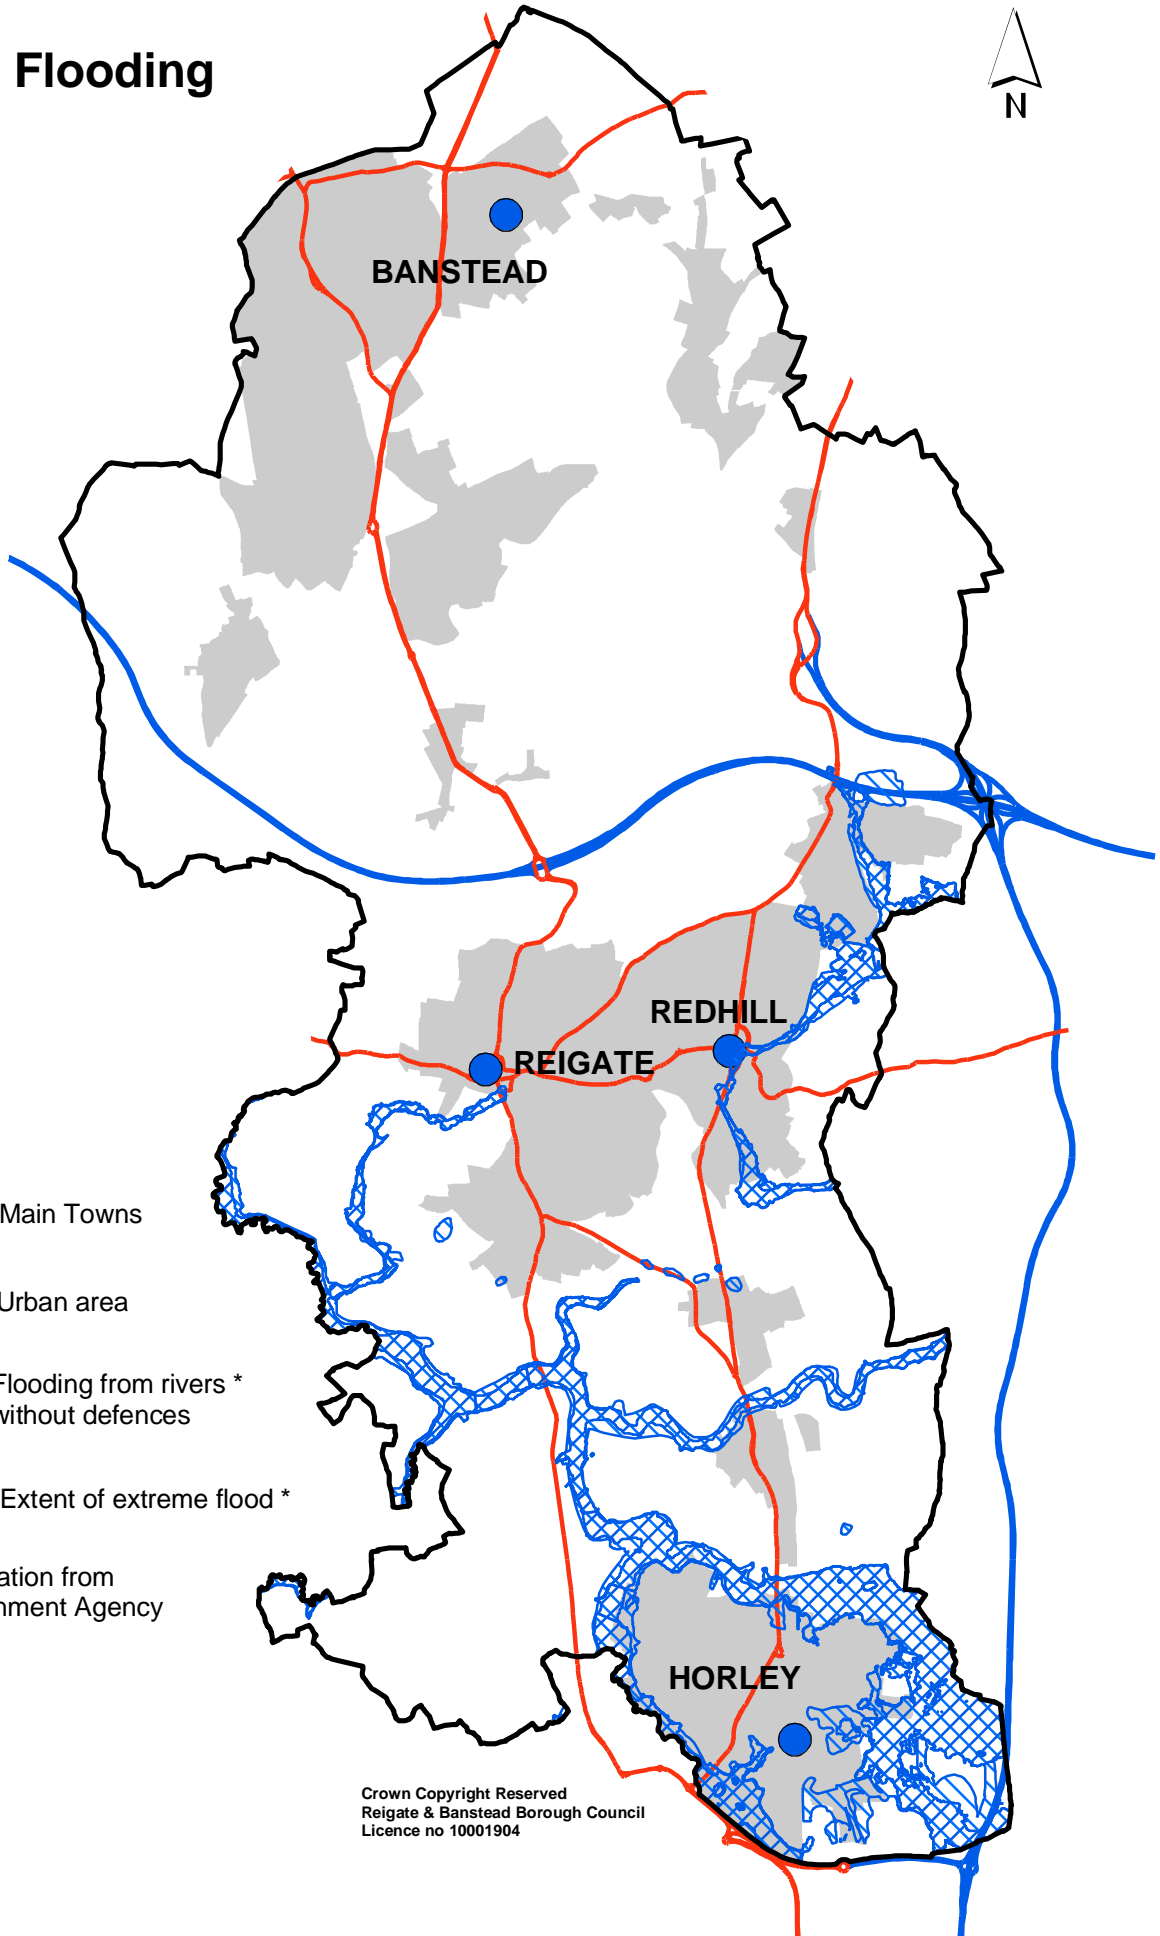 Flooding
N
BANSTEAD
REDHILL
REIGATE
Main Towns
Urban area
Flooding from rivers *
without defences
Extent of extreme flood *
ation from
nment Agency
HORLEY
Crown Copyright Reserved
Reigate & Banstead Borough Council
Licence no 10001904